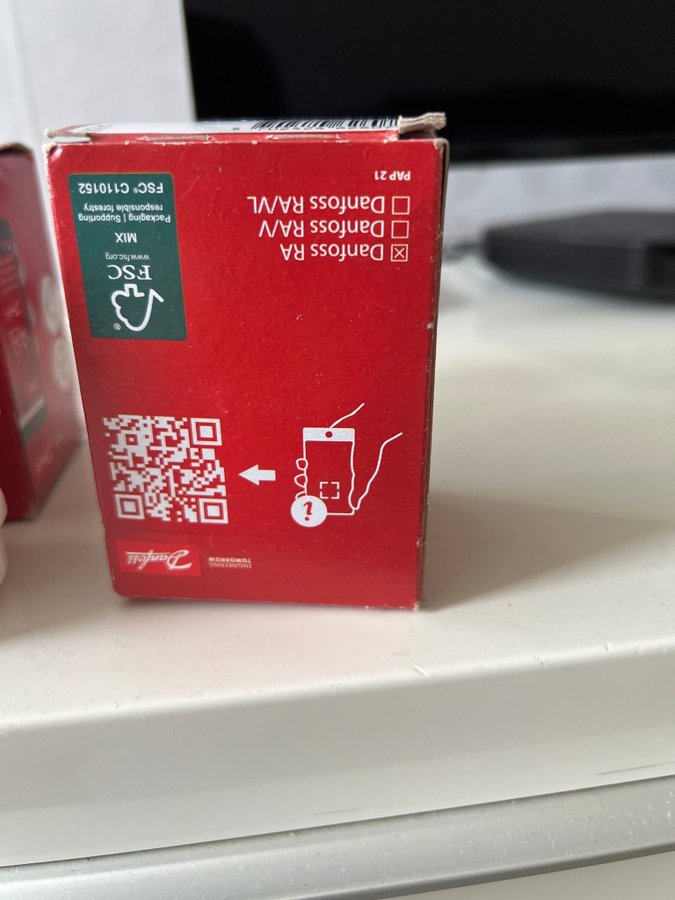 Danfoss
ENGINEERING
TOMORROW
i
FSC
®
www.fsc.org
MIX
Packaging | Supporting
responsible forestry
FSC® C110152
☒ Danfoss RA
☐ Danfoss RA/V
☐ Danfoss RA/VL
PAP 21